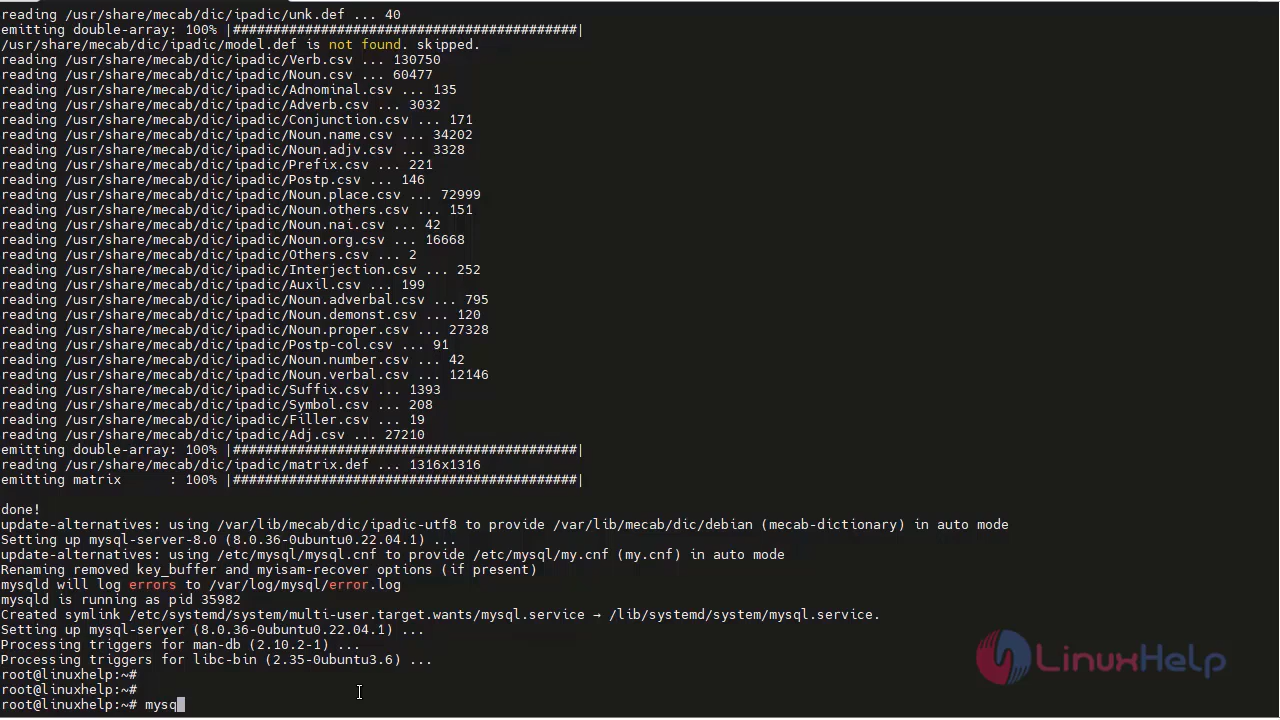 reading /usr/share/mecab/dic/ipadic/unk.def ... 40
emitting double-array: 100% |###########################################|
/usr/share/mecab/dic/ipadic/model.def is not found. skipped.
reading /usr/share/mecab/dic/ipadic/Verb.csv ... 130750
reading /usr/share/mecab/dic/ipadic/Noun.csv ... 60477
reading /usr/share/mecab/dic/ipadic/Adnominal.csv ... 135
reading /usr/share/mecab/dic/ipadic/Adverb.csv ... 3032
reading /usr/share/mecab/dic/ipadic/Conjunction.csv ... 171
reading /usr/share/mecab/dic/ipadic/Noun.name.csv ... 34202
reading /usr/share/mecab/dic/ipadic/Noun.adjv.csv ... 3328
reading /usr/share/mecab/dic/ipadic/Prefix.csv ... 221
reading /usr/share/mecab/dic/ipadic/Postp.csv ... 146
reading /usr/share/mecab/dic/ipadic/Noun.place.csv ... 72999
reading /usr/share/mecab/dic/ipadic/Noun.others.csv ... 151
reading /usr/share/mecab/dic/ipadic/Noun.nai.csv ... 42
reading /usr/share/mecab/dic/ipadic/Noun.org.csv ... 16668
reading /usr/share/mecab/dic/ipadic/Others.csv ... 2
reading /usr/share/mecab/dic/ipadic/Interjection.csv ... 252
reading /usr/share/mecab/dic/ipadic/Auxil.csv ... 199
reading /usr/share/mecab/dic/ipadic/Noun.adverbal.csv ... 795
reading /usr/share/mecab/dic/ipadic/Noun.demonst.csv ... 120
reading /usr/share/mecab/dic/ipadic/Noun.proper.csv ... 27328
reading /usr/share/mecab/dic/ipadic/Postp-col.csv ... 91
reading /usr/share/mecab/dic/ipadic/Noun.number.csv ... 42
reading /usr/share/mecab/dic/ipadic/Noun.verbal.csv ... 12146
reading /usr/share/mecab/dic/ipadic/Suffix.csv ... 1393
reading /usr/share/mecab/dic/ipadic/Symbol.csv ... 208
reading /usr/share/mecab/dic/ipadic/Filler.csv ... 19
reading /usr/share/mecab/dic/ipadic/Adj.csv ... 27210
emitting double-array: 100% |###########################################|
reading /usr/share/mecab/dic/ipadic/matrix.def ... 1316x1316
emitting matrix      : 100% |###########################################|
done!
update-alternatives: using /var/lib/mecab/dic/ipadic-utf8 to provide /var/lib/mecab/dic/debian (mecab-dictionary) in auto mode
Setting up mysql-server-8.0 (8.0.36-0ubuntu0.22.04.1) ...
update-alternatives: using /etc/mysql/mysql.cnf to provide /etc/mysql/my.cnf (my.cnf) in auto mode
Renaming removed key_buffer and myisam-recover options (if present)
mysqld will log errors to /var/log/mysql/error.log
mysqld is running as pid 35982
Created symlink /etc/systemd/system/multi-user.target.wants/mysql.service → /lib/systemd/system/mysql.service.
Setting up mysql-server (8.0.36-0ubuntu0.22.04.1) ...
Processing triggers for man-db (2.10.2-1) ...
Processing triggers for libc-bin (2.35-0ubuntu3.6) ...
root@linuxhelp:~#
root@linuxhelp:~#
root@linuxhelp:~# mysq
LinuxHelp